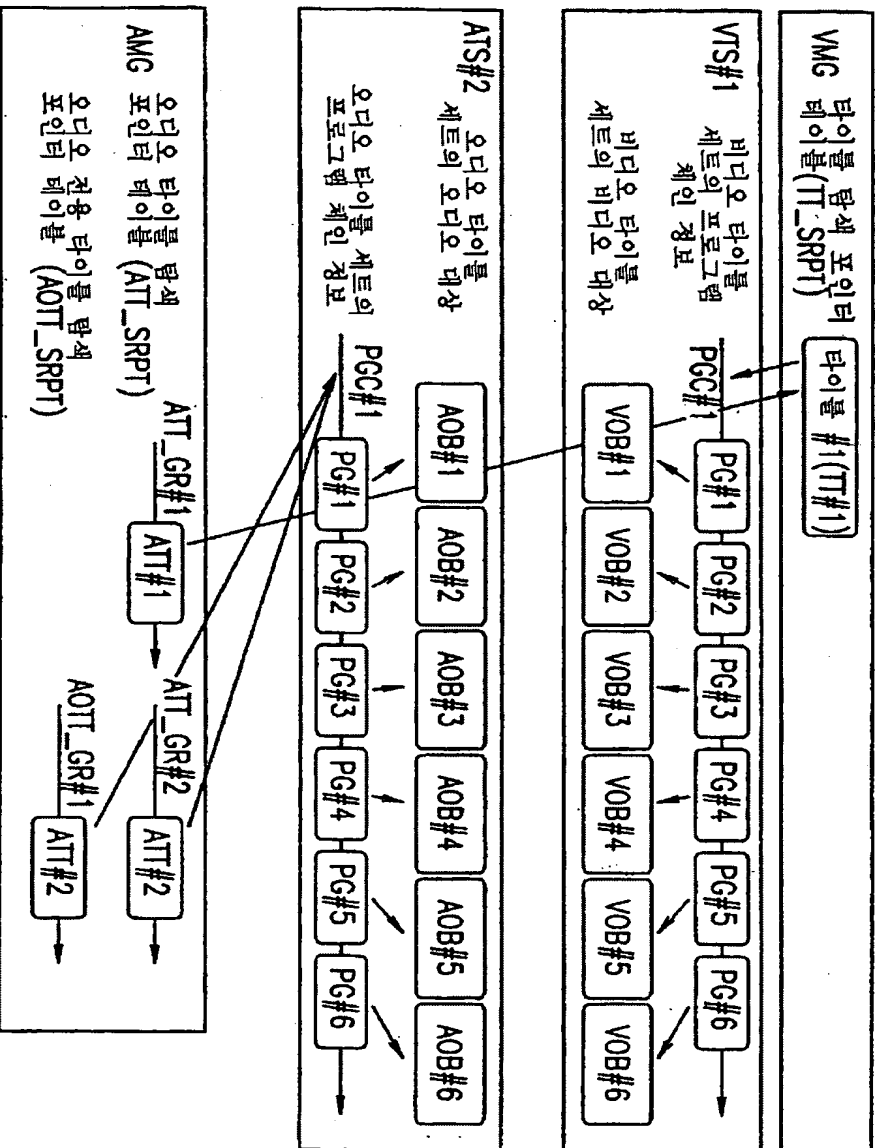 VMG 타이틀 탐색 포인터
테이블(TT_SRPT)
타이틀 #1(TT#1)
VTS#1
비디오 타이틀
세트의 프로그램
체인 정보
PGC#1
PG#1
PG#2
PG#3
PG#4
PG#5
PG#6
비디오 타이틀
세트의 비디오 대상
VOB#1
VOB#2
VOB#3
VOB#4
VOB#5
VOB#6
ATS#2
오디오 타이틀
세트의 오디오 대상
AOB#1
AOB#2
AOB#3
AOB#4
AOB#5
AOB#6
오디오 타이틀 세트의
프로그램 체인 정보
PGC#1
PG#1
PG#2
PG#3
PG#4
PG#5
PG#6
AMG 오디오 타이틀 탐색
포인터 테이블 (ATT_SRPT)
ATT_GR#1
ATT#1
ATT_GR#2
ATT#2
오디오 전용 타이틀 탐색
포인터 테이블 (AOTT_SRPT)
AOTT_GR#1
ATT#2